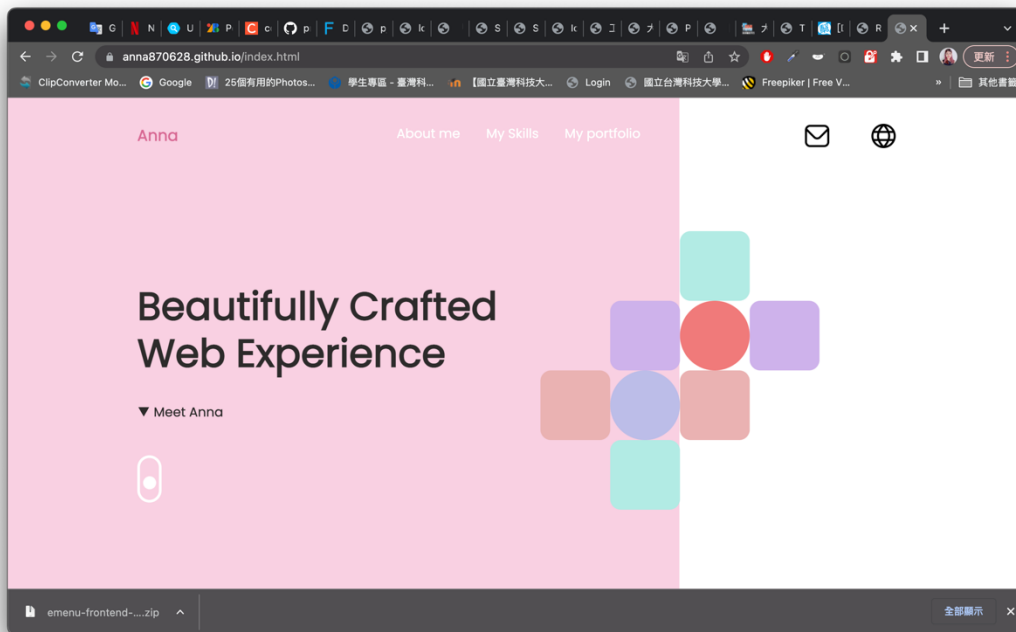 G
N
U
P
C c
p
F D
p
Ic
S
S
Ic
P
T
R
anna870628.github.io/index.html
更新
ClipConverter Mo...
Google
25個有用的Photos...
學生專區 - 臺灣科...
【國立臺灣科技大...
Login
國立台灣科技大學...
Freepiker | Free V...
»
其他書籤
Anna
About me
My Skills
My portfolio
Beautifully Crafted
Web Experience
▼ Meet Anna
emenu-frontend-....zip
全部顯示